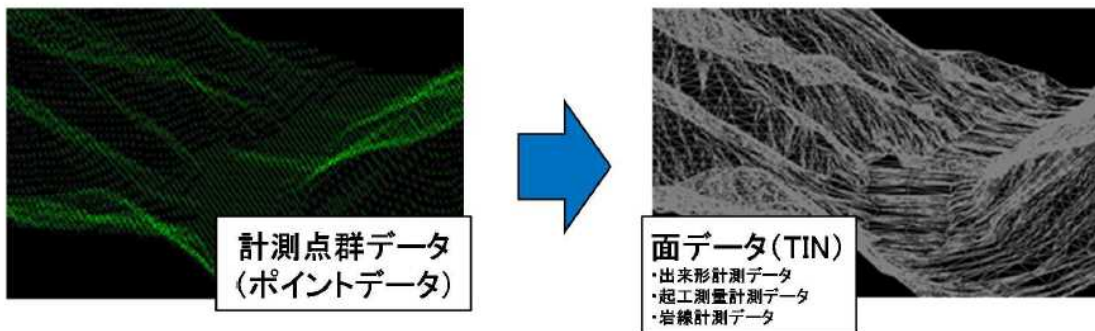 計測点群データ
(ポイントデータ)
面データ(TIN)
・出来形計測データ
・起工測量計測データ
・岩線計測データ